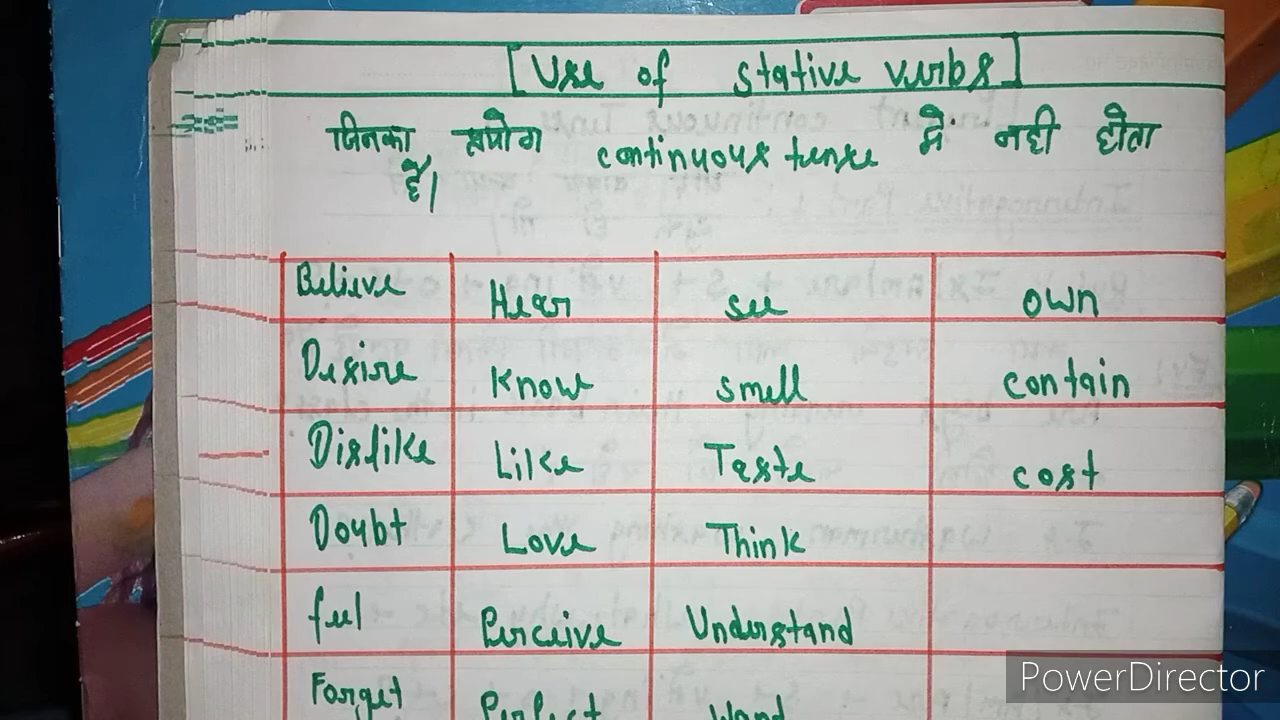 [Use of stative verbs]
जिनका प्रयोग continuous tense मे नही होता
है।
Believe Hear see own
Desire Know smell contain
Dislike Like Taste cost
Doubt Love Think
feel Perceive Understand
Forget
PowerDirector